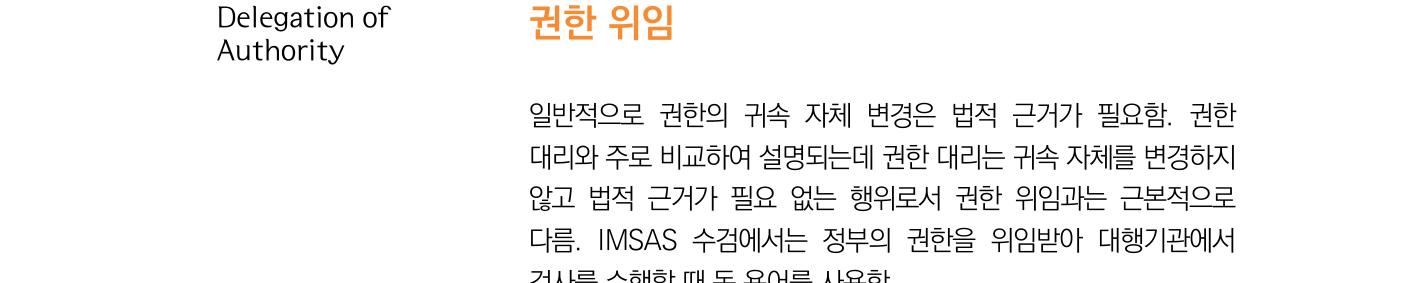 Delegation of
Authority
권한 위임
일반적으로 권한의 귀속 자체 변경은 법적 근거가 필요함. 권한
대리와 주로 비교하여 설명되는데 권한 대리는 귀속 자체를 변경하지
않고 법적 근거가 필요 없는 행위로서 권한 위임과는 근본적으로
다름. IMSAS 수검에서는 정부의 권한을 위임받아 대행기관에서
검사를 수행할 때 동 용어를 사용함